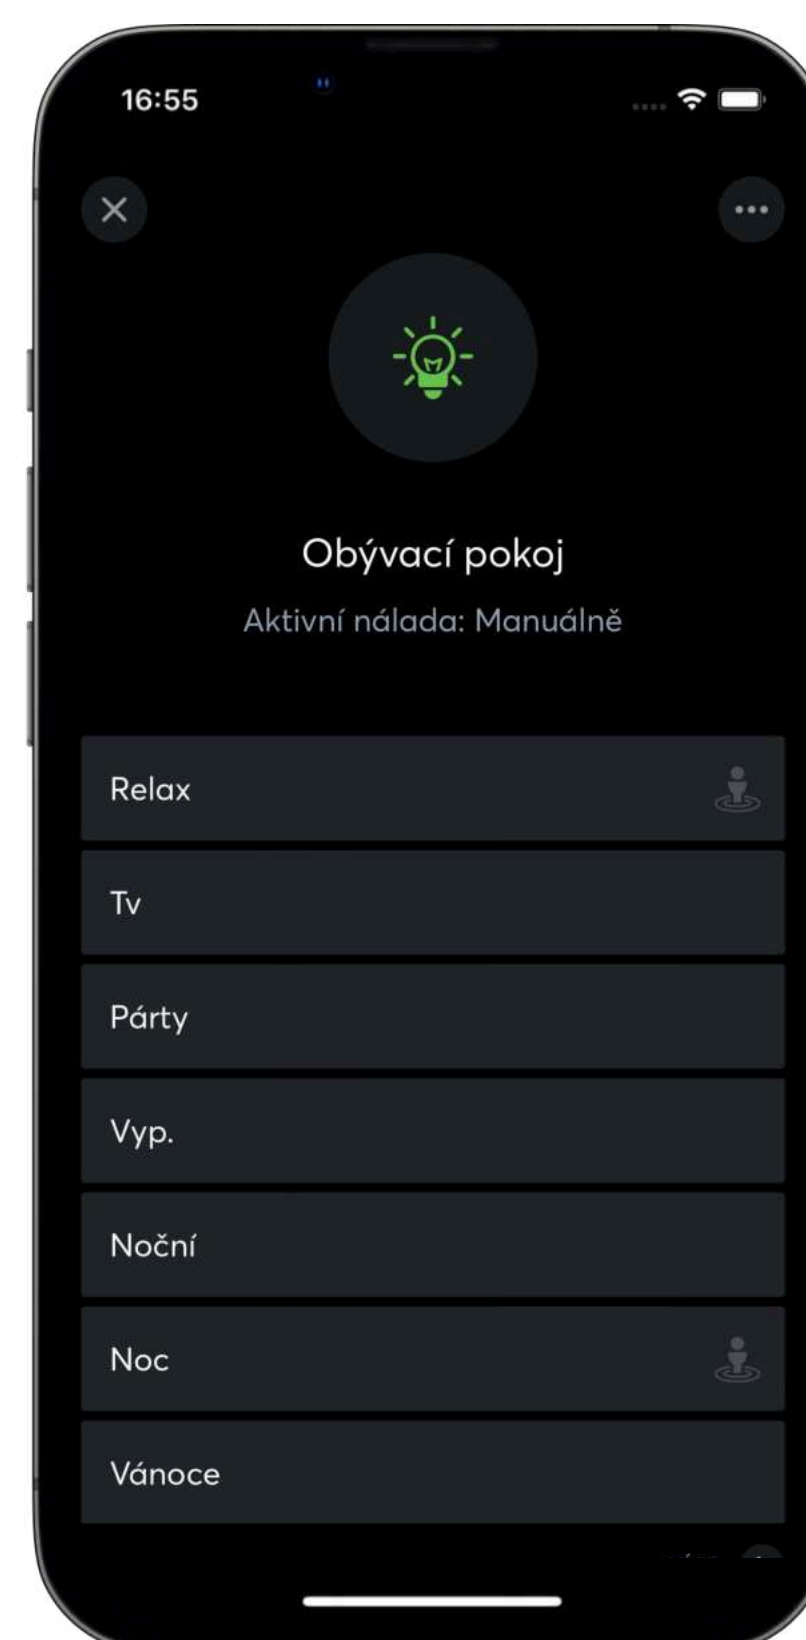 16:55
Obývací pokoj
Aktivní nálada: Manuálně
Relax
Tv
Párty
Vyp.
Noční
Noc
Vánoce